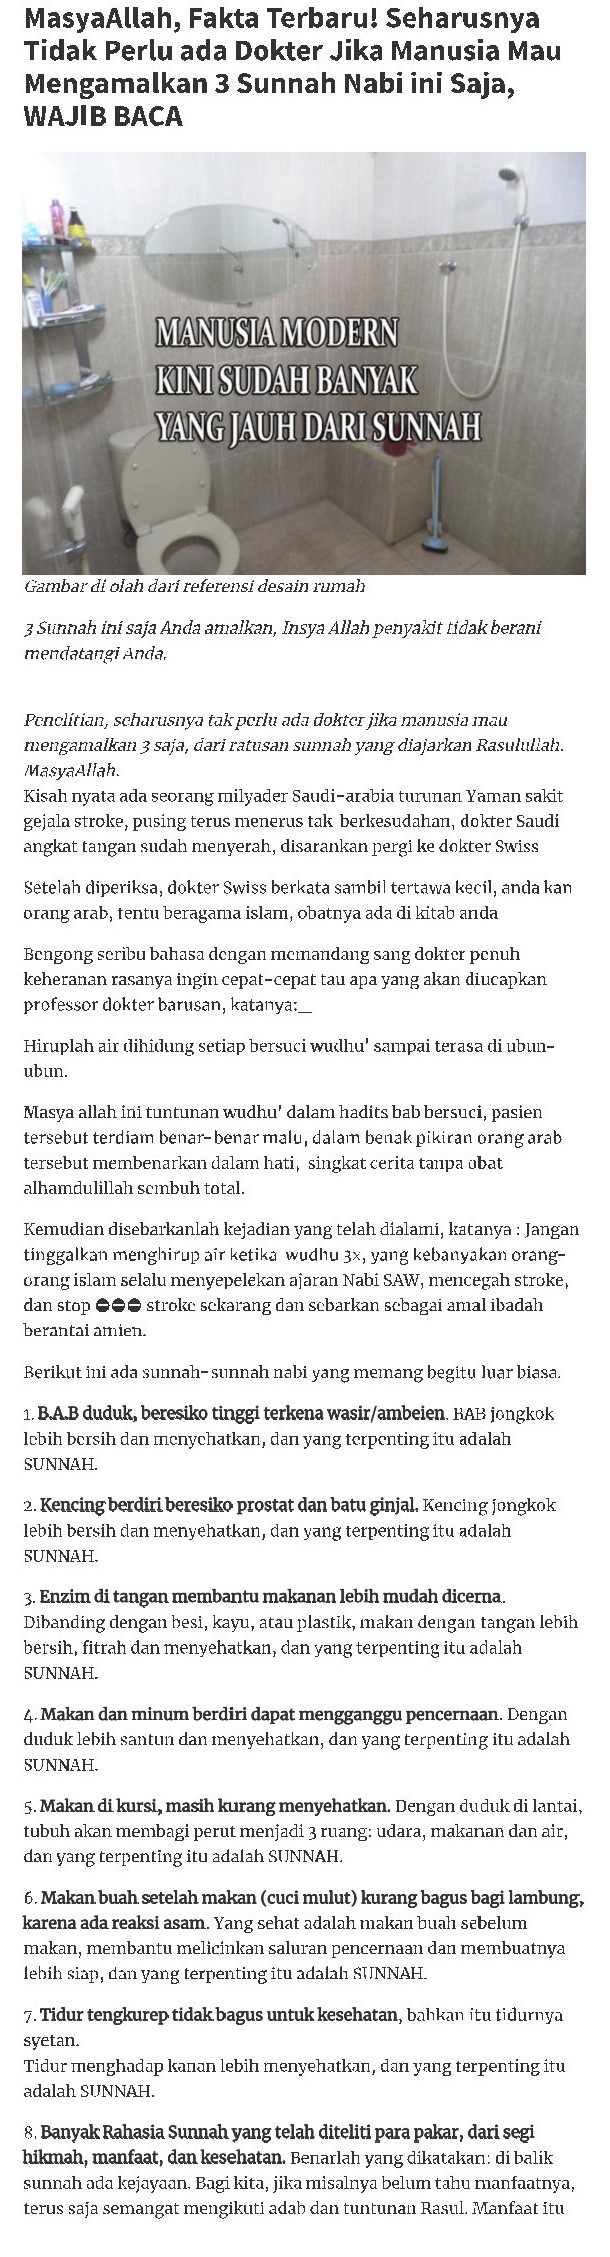 MasyaAllah, Fakta Terbaru! Seharusnya
Tidak Perlu ada Dokter Jika Manusia Mau
Mengamalkan 3 Sunnah Nabi ini Saja,
WAJIB BACA
MANUSIA MODERN
KINI SUDAH BANYAK
YANG JAUH DARI SUNNAH
Gambar di olah dari referensi desain rumah
3 Sunnah ini saja Anda amalkan, Insya Allah penyakit tidak berani
mendatangi Anda.
Penelitian, seharusnya tak perlu ada dokter jika manusia mau
mengamalkan 3 saja, dari ratusan sunnah yang diajarkan Rasulullah.
MasyaAllah.
Kisah nyata ada seorang milyader Saudi-arabia turunan Yaman sakit
gejala stroke, pusing terus menerus tak berkesudahan, dokter Saudi
angkat tangan sudah menyerah, disarankan pergi ke dokter Swiss
Setelah diperiksa, dokter Swiss berkata sambil tertawa kecil, anda kan
orang arab, tentu beragama islam, obatnya ada di kitab anda
Bengong seribu bahasa dengan memandang sang dokter penuh
keheranan rasanya ingin cepat-cepat tau apa yang akan diucapkan
professor dokter barusan, katanya:__
Hiruplah air dihidung setiap bersuci wudhu' sampai terasa di ubun-
ubun.
Masya allah ini tuntunan wudhu' dalam hadits bab bersuci, pasien
tersebut terdiam benar-benar malu, dalam benak pikiran orang arab
tersebut membenarkan dalam hati, singkat cerita tanpa obat
alhamdulillah sembuh total.
Kemudian disebarkanlah kejadian yang telah dialami, katanya : Jangan
tinggalkan menghirup air ketika wudhu 3x, yang kebanyakan orang-
orang islam selalu menyepelekan ajaran Nabi SAW, mencegah stroke,
dan stop ⛔⛔⛔ stroke sekarang dan sebarkan sebagai amal ibadah
berantai amien.
Berikut ini ada sunnah-sunnah nabi yang memang begitu luar biasa.
1. B.A.B duduk, beresiko tinggi terkena wasir/ambeien. BAB jongkok
lebih bersih dan menyehatkan, dan yang terpenting itu adalah
SUNNAH.
2. Kencing berdiri beresiko prostat dan batu ginjal. Kencing jongkok
lebih bersih dan menyehatkan, dan yang terpenting itu adalah
SUNNAH.
3. Enzim di tangan membantu makanan lebih mudah dicerna.
Dibanding dengan besi, kayu, atau plastik, makan dengan tangan lebih
bersih, fitrah dan menyehatkan, dan yang terpenting itu adalah
SUNNAH.
4. Makan dan minum berdiri dapat mengganggu pencernaan. Dengan
duduk lebih santun dan menyehatkan, dan yang terpenting itu adalah
SUNNAH.
5. Makan di kursi, masih kurang menyehatkan. Dengan duduk di lantai,
tubuh akan membagi perut menjadi 3 ruang: udara, makanan dan air,
dan yang terpenting itu adalah SUNNAH.
6. Makan buah setelah makan (cuci mulut) kurang bagus bagi lambung,
karena ada reaksi asam. Yang sehat adalah makan buah sebelum
makan, membantu melicinkan saluran pencernaan dan membuatnya
lebih siap, dan yang terpenting itu adalah SUNNAH.
7. Tidur tengkurep tidak bagus untuk kesehatan, bahkan itu tidurnya
syetan.
Tidur menghadap kanan lebih menyehatkan, dan yang terpenting itu
adalah SUNNAH.
8. Banyak Rahasia Sunnah yang telah diteliti para pakar, dari segi
hikmah, manfaat, dan kesehatan. Benarlah yang dikatakan: di balik
sunnah ada kejayaan. Bagi kita, jika misalnya belum tahu manfaatnya,
terus saja semangat mengikuti adab dan tuntunan Rasul. Manfaat itu